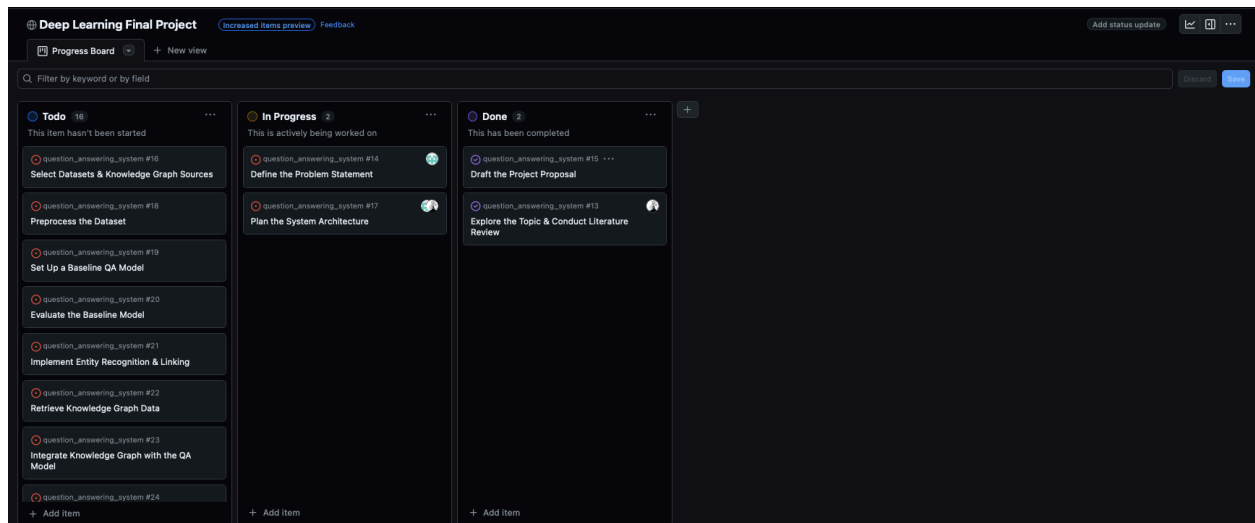 Deep Learning Final Project
Increased items preview
Feedback
Add status update
Progress Board
+ New view
Filter by keyword or by field
Discard
Save
Todo 16
This item hasn't been started
question_answering_system #16
Select Datasets & Knowledge Graph Sources
question_answering_system #18
Preprocess the Dataset
question_answering_system #19
Set Up a Baseline QA Model
question_answering_system #20
Evaluate the Baseline Model
question_answering_system #21
Implement Entity Recognition & Linking
question_answering_system #22
Retrieve Knowledge Graph Data
question_answering_system #23
Integrate Knowledge Graph with the QA
Model
question_answering_system #24
+ Add item
In Progress 2
This is actively being worked on
question_answering_system #14
Define the Problem Statement
question_answering_system #17
Plan the System Architecture
+ Add item
Done 2
This has been completed
question_answering_system #15
Draft the Project Proposal
question_answering_system #13
Explore the Topic & Conduct Literature
Review
+ Add item